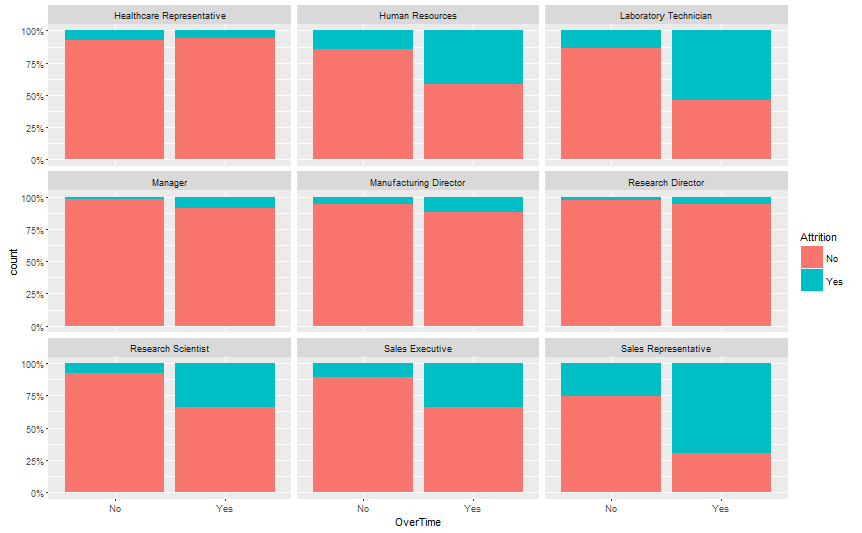 Healthcare Representative
Human Resources
Laboratory Technician
100%
75%
50%
25%
0%
Manager
Manufacturing Director
Research Director
100%
75%
50%
25%
0%
count
Attrition
No
Yes
Research Scientist
Sales Executive
Sales Representative
100%
75%
50%
25%
0%
No Yes No Yes No Yes
OverTime